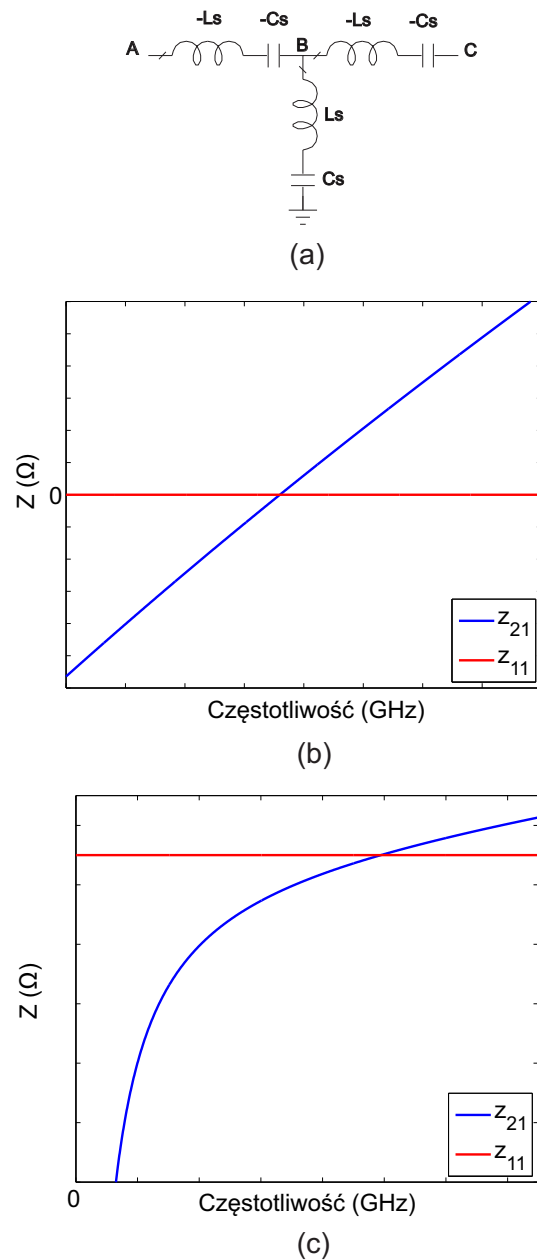 -Ls -Cs -Ls -Cs
A B C
Ls
Cs
(a)
Z (Ω)
0
z21
z11
Częstotliwość (GHz)
(b)
Z (Ω)
z21
z11
0
Częstotliwość (GHz)
(c)